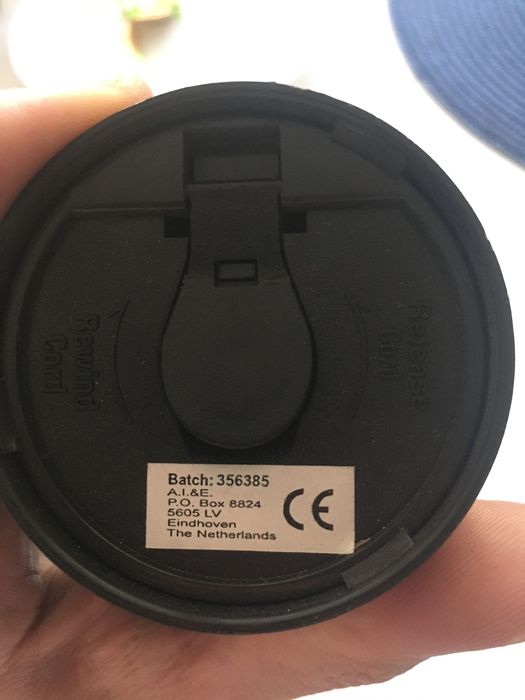 Rewind
Cord
Release
Cord
Batch: 356385
A.I.&E.
P.O. Box 8824
5605 LV
Eindhoven
The Netherlands
CE